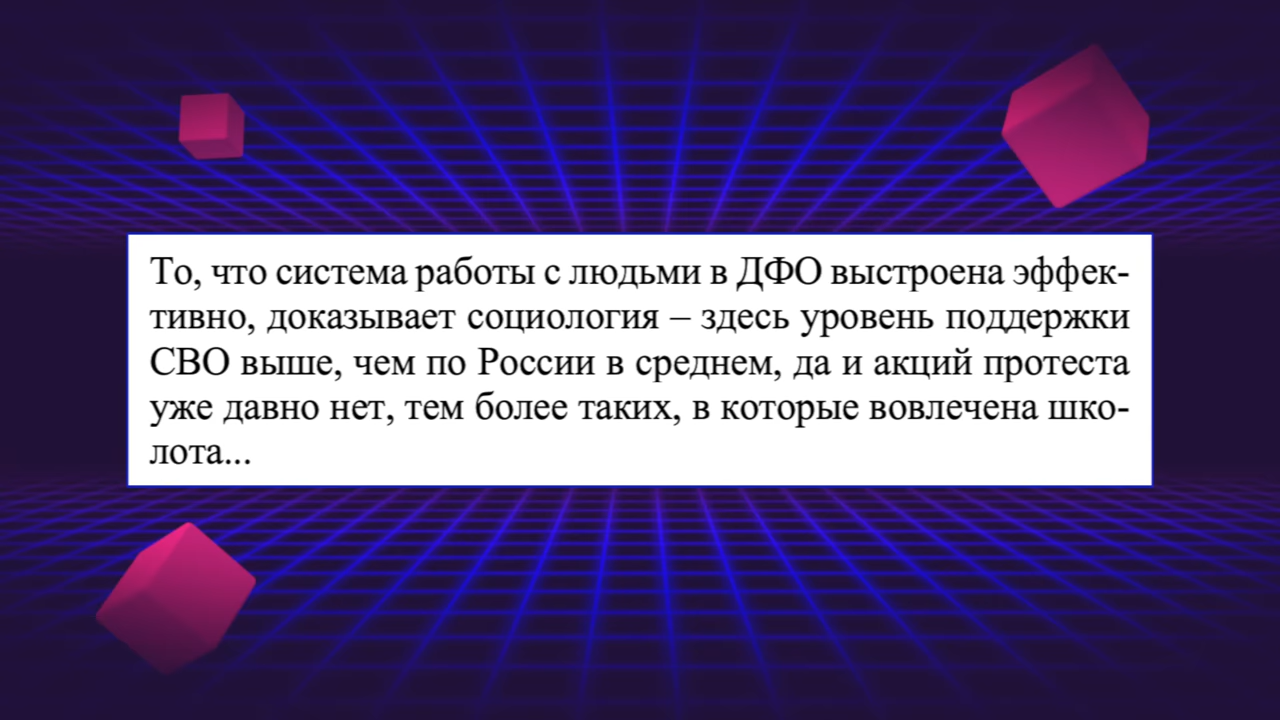 То, что система работы с людьми в ДФО выстроена эффек-
тивно, доказывает социология – здесь уровень поддержки
СВО выше, чем по России в среднем, да и акций протеста
уже давно нет, тем более таких, в которые вовлечена шко-
лота...